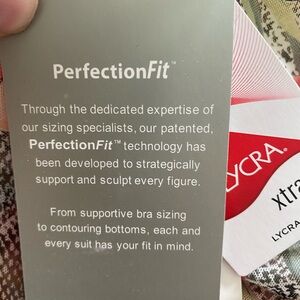 PerfectionFit™
Through the dedicated expertise of
our sizing specialists, our patented,
PerfectionFit™ technology has
been developed to strategically
support and sculpt every figure.
From supportive bra sizing
to contouring bottoms, each and
every suit has your fit in mind.
LYCRA
xtra
LYCRA